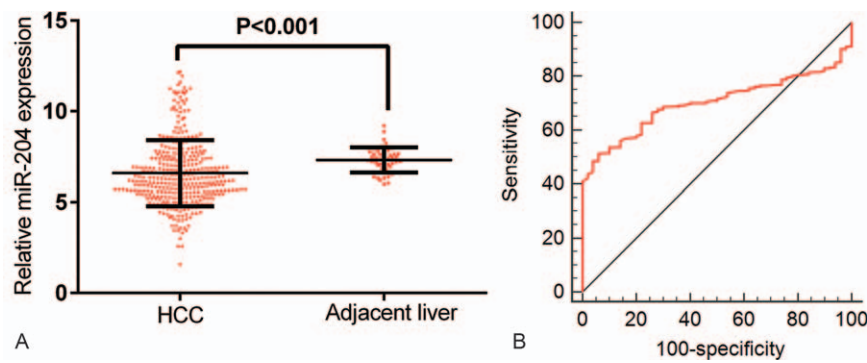 P<0.001
Relative miR-204 expression
15
10
5
0
HCC
Adjacent liver
A
Sensitivity
100
80
60
40
20
0
0 20 40 60 80 100
100-specificity
B